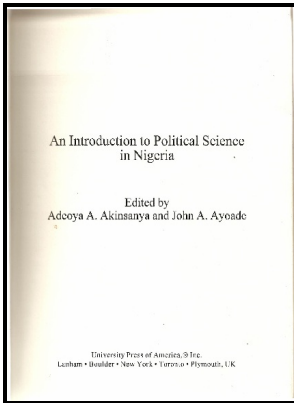 An Introduction to Political Science
in Nigeria
Edited by
Adeoya A. Akinsanya and John A. Ayoade
University Press of America,® Inc.
Lanham • Boulder • New York • Toronto • Plymouth, UK